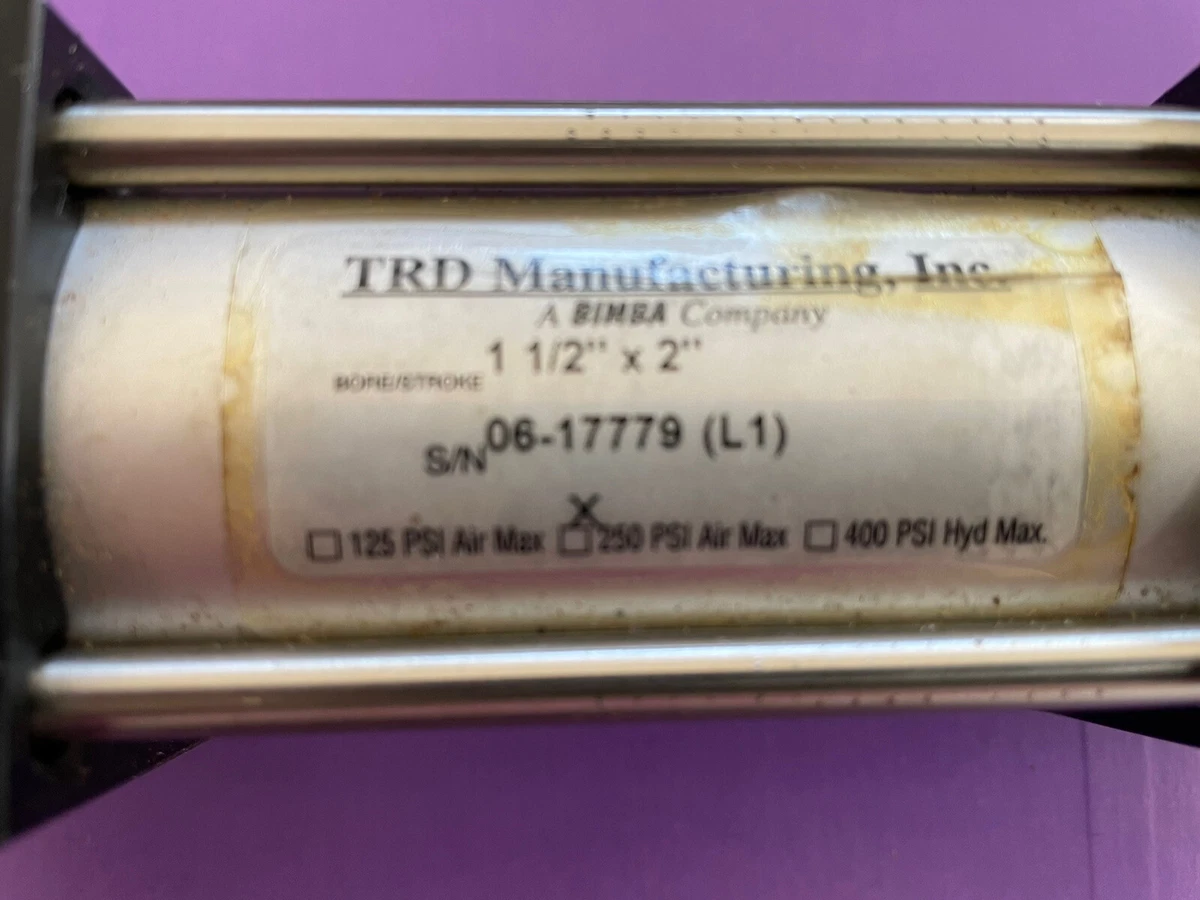 TRD Manufacturing, Inc.
A BIMBA Company
BORE/STROKE 1 1/2" x 2"
S/N 06-17779 (L1)
X
☐ 125 PSI Air Max ☐ 250 PSI Air Max ☐ 400 PSI Hyd Max.